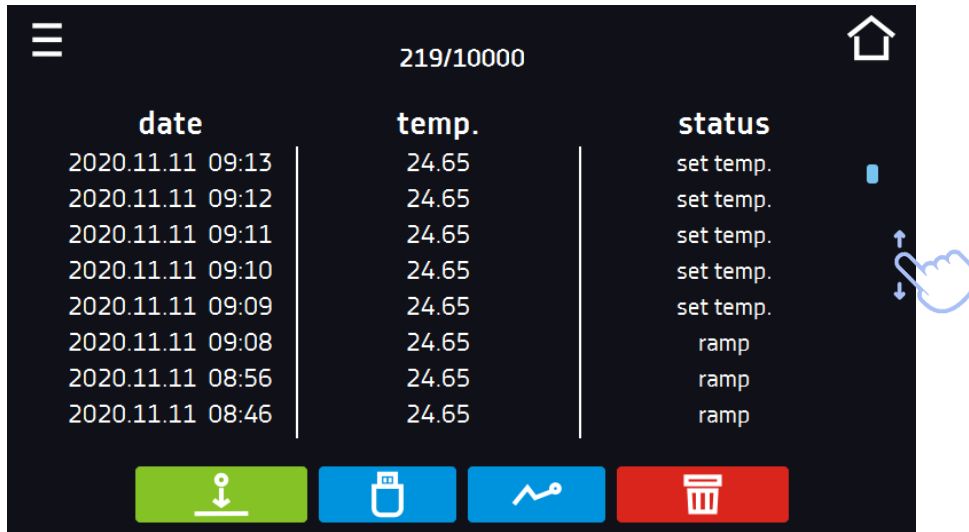 219/10000
date temp. status
2020.11.11 09:13 24.65 set temp.
2020.11.11 09:12 24.65 set temp.
2020.11.11 09:11 24.65 set temp.
2020.11.11 09:10 24.65 set temp.
2020.11.11 09:09 24.65 set temp.
2020.11.11 09:08 24.65 ramp
2020.11.11 08:56 24.65 ramp
2020.11.11 08:46 24.65 ramp